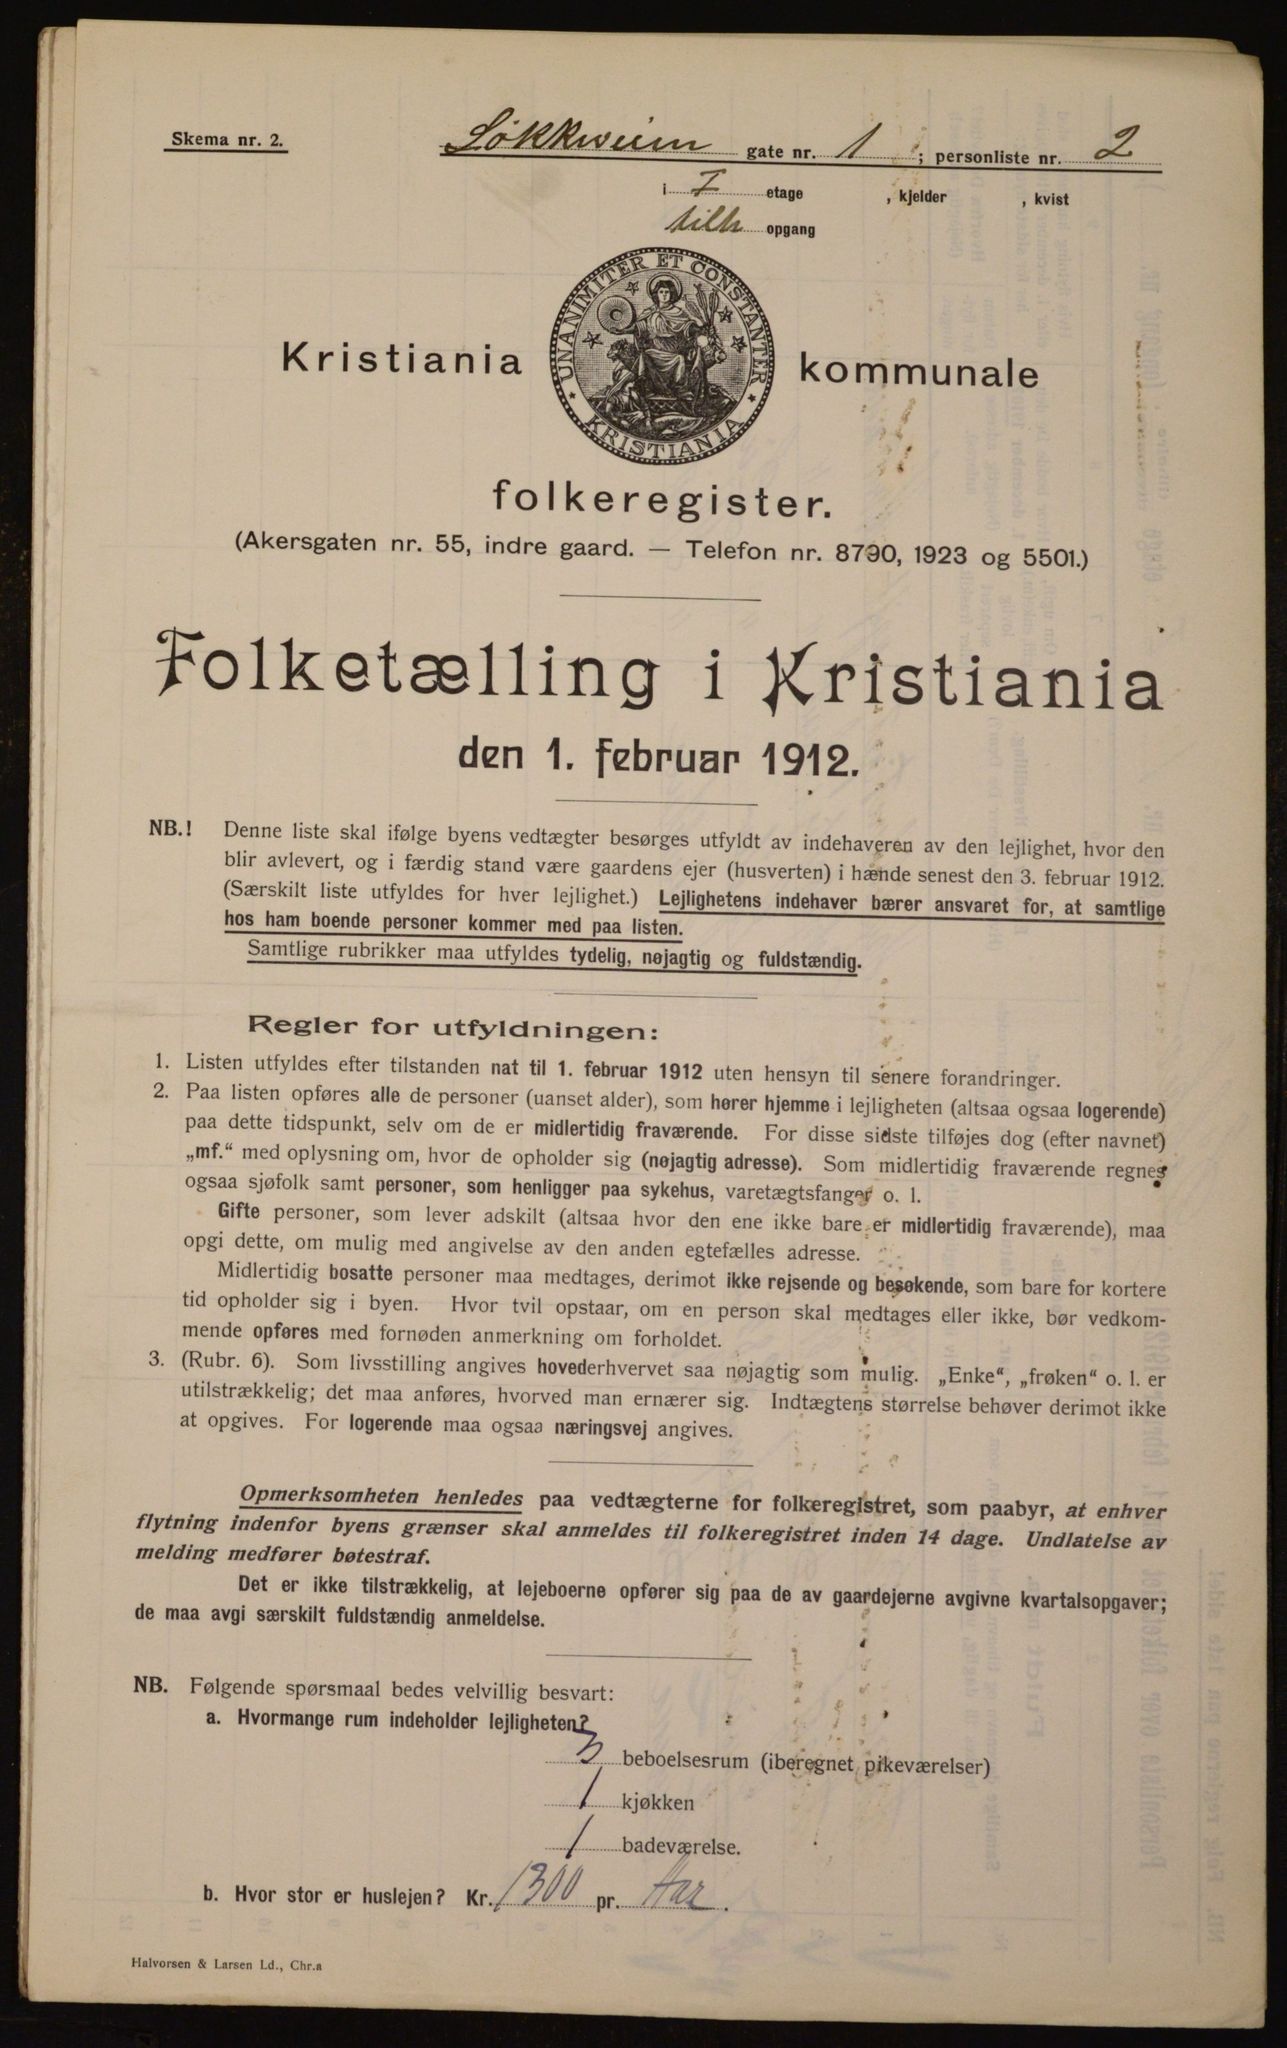 Skema nr. 2.
Løkkeveien gate nr. 1 ; personliste nr. 2
i I etage , kjelder , kvist
tilh opgang
UNANIMITER ET CONSTANTER
KRISTIANIA
Kristiania kommunale
folkeregister.
(Akersgaten nr. 55, indre gaard. — Telefon nr. 8790, 1923 og 5501.)
Folketælling i Kristiania
den 1. februar 1912.
NB.! Denne liste skal ifølge byens vedtægter besørges utfyldt av indehaveren av den lejlighet, hvor den
blir avlevert, og i færdig stand være gaardens ejer (husverten) i hænde senest den 3. februar 1912.
(Særskilt liste utfyldes for hver lejlighet.) Lejlighetens indehaver bærer ansvaret for, at samtlige
hos ham boende personer kommer med paa listen.
Samtlige rubrikker maa utfyldes tydelig, nøjagtig og fuldstændig.
Regler for utfyldningen:
1. Listen utfyldes efter tilstanden nat til 1. februar 1912 uten hensyn til senere forandringer.
2. Paa listen opføres alle de personer (uanset alder), som hører hjemme i lejligheten (altsaa ogsaa logerende)
paa dette tidspunkt, selv om de er midlertidig fraværende. For disse sidste tilføjes dog (efter navnet)
„mf.“ med oplysning om, hvor de opholder sig (nøjagtig adresse). Som midlertidig fraværende regnes
ogsaa sjøfolk samt personer, som henligger paa sykehus, varetægtsfanger o. l.
Gifte personer, som lever adskilt (altsaa hvor den ene ikke bare er midlertidig fraværende), maa
opgi dette, om mulig med angivelse av den anden egtefælles adresse.
Midlertidig bosatte personer maa medtages, derimot ikke rejsende og besøkende, som bare for kortere
tid opholder sig i byen. Hvor tvil opstaar, om en person skal medtages eller ikke, bør vedkom-
mende opføres med fornøden anmerkning om forholdet.
3. (Rubr. 6). Som livsstilling angives hovederhvervet saa nøjagtig som mulig. „Enke“, „frøken“ o. l. er
utilstrækkelig; det maa anføres, hvorved man ernærer sig. Indtægtens størrelse behøver derimot ikke
at opgives. For logerende maa ogsaa næringsvej angives.
Opmerksomheten henledes paa vedtægterne for folkeregistret, som paabyr, at enhver
flytning indenfor byens grænser skal anmeldes til folkeregistret inden 14 dage. Undlatelse av
melding medfører bøtestraf.
Det er ikke tilstrækkelig, at lejeboerne opfører sig paa de av gaardejerne avgivne kvartalsopgaver;
de maa avgi særskilt fuldstændig anmeldelse.
NB. Følgende spørsmaal bedes velvillig besvart:
a. Hvormange rum indeholder lejligheten?
3 beboelsesrum (iberegnet pikeværelser)
1 kjøkken
1 badeværelse.
b. Hvor stor er huslejen? Kr. 1300 pr. Aar.
Halvorsen & Larsen Ld., Chr.a